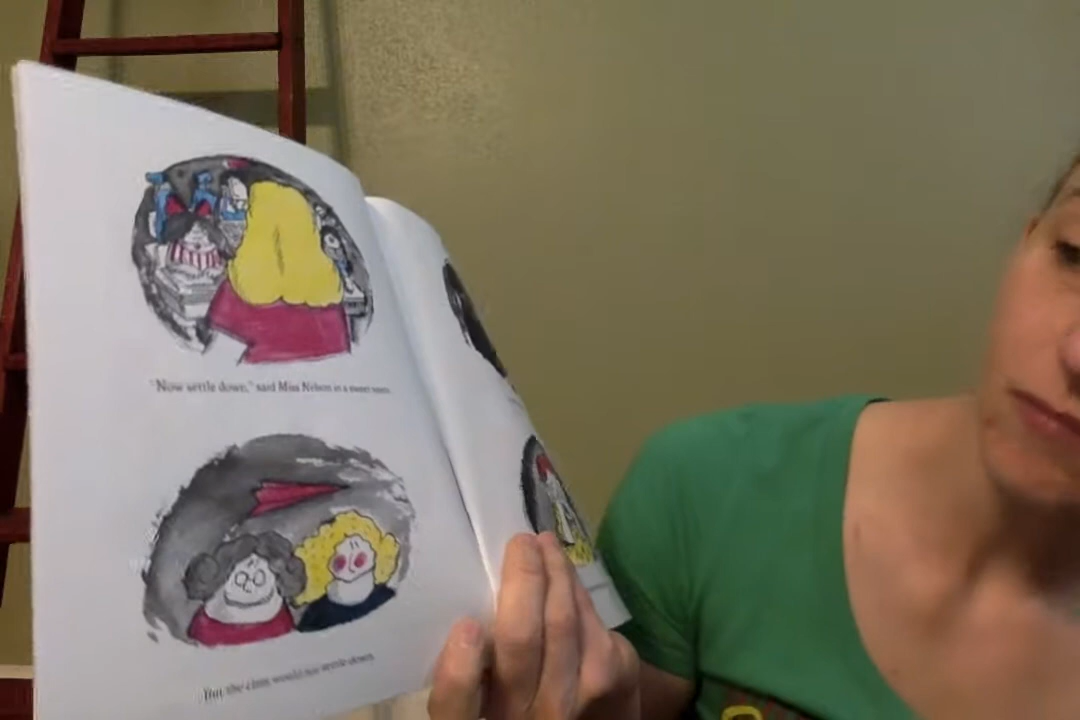 "Now settle down," said Miss Nelson in a sweet voice.
But the class would not settle down.